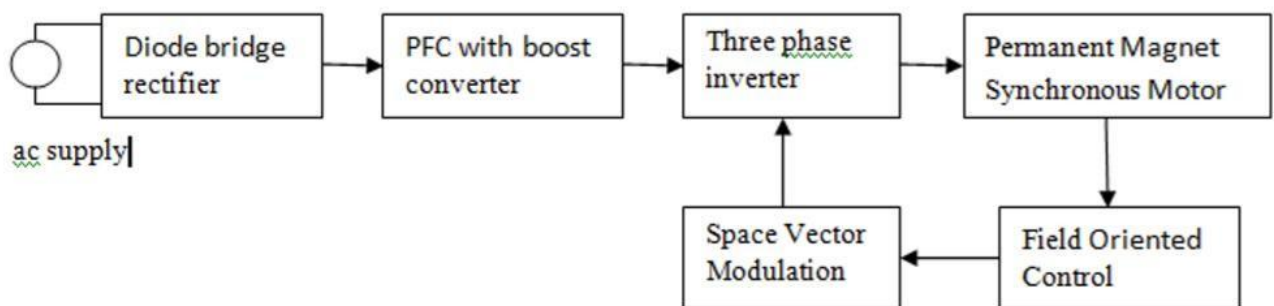 Diode bridge
rectifier
PFC with boost
converter
Three phase
inverter
Permanent Magnet
Synchronous Motor
ac supply
Space Vector
Modulation
Field Oriented
Control